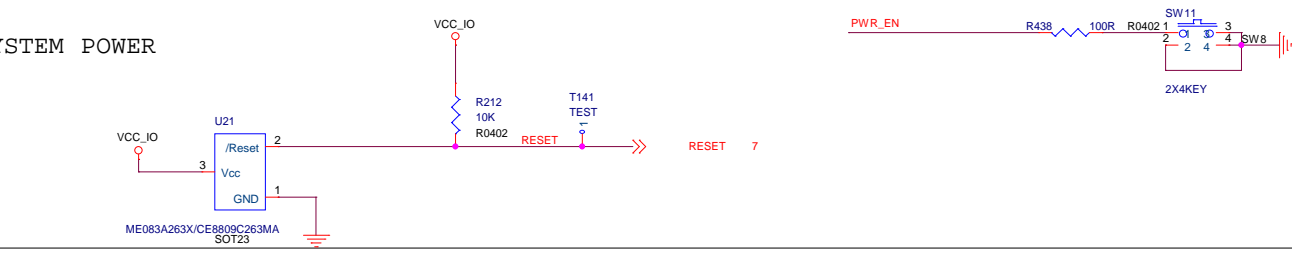 PWR_EN
R438
100R
R0402
SW11
1
3
2
4
2
4
SW8
2X4KEY
YSTEM POWER
VCC_IO
R212
10K
R0402
T141
TEST
1
RESET
RESET 7
U21
VCC_IO
/Reset
2
3
Vcc
GND
1
ME083A263X/CE8809C263MA
SOT23